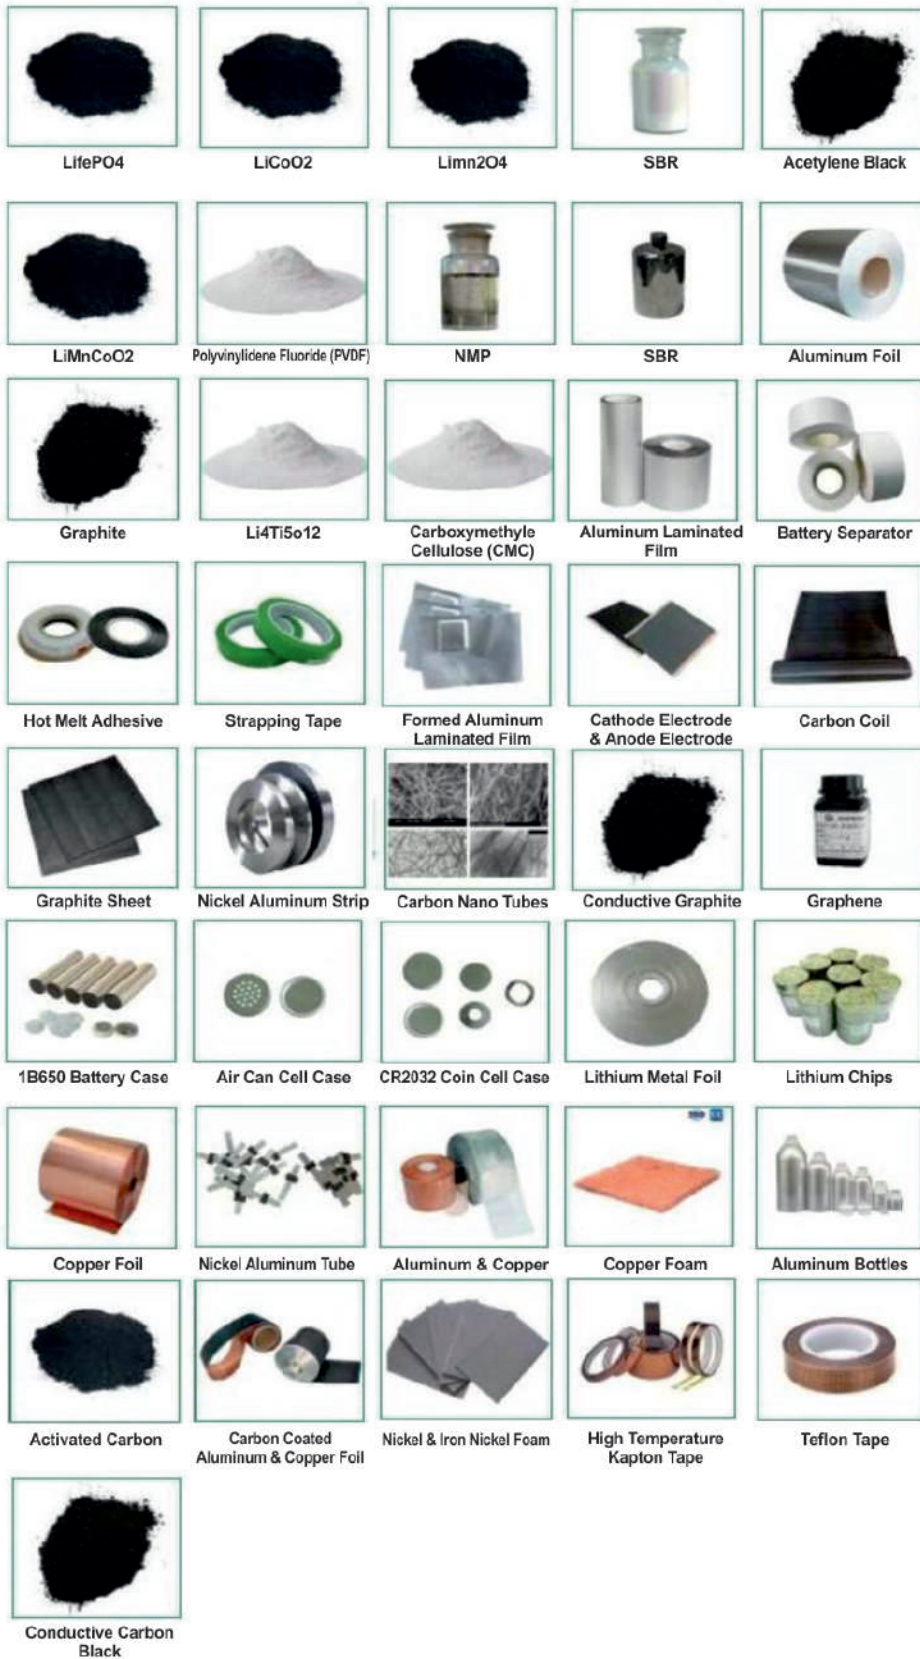 LifePO4
LiCoO2
Limn2O4
SBR
Acetylene Black
LiMnCoO2
Polyvinylidene Fluoride (PVDF)
NMP
SBR
Aluminum Foil
Graphite
Li4Ti5o12
Carboxymethyle
Cellulose (CMC)
Aluminum Laminated
Film
Battery Separator
Hot Melt Adhesive
Strapping Tape
Formed Aluminum
Laminated Film
Cathode Electrode
& Anode Electrode
Carbon Coil
Graphite Sheet
Nickel Aluminum Strip
Carbon Nano Tubes
Conductive Graphite
Graphene
1B650 Battery Case
Air Can Cell Case
CR2032 Coin Cell Case
Lithium Metal Foil
Lithium Chips
Copper Foil
Nickel Aluminum Tube
Aluminum & Copper
Copper Foam
Aluminum Bottles
Activated Carbon
Carbon Coated
Aluminum & Copper Foil
Nickel & Iron Nickel Foam
High Temperature
Kapton Tape
Teflon Tape
Conductive Carbon
Black